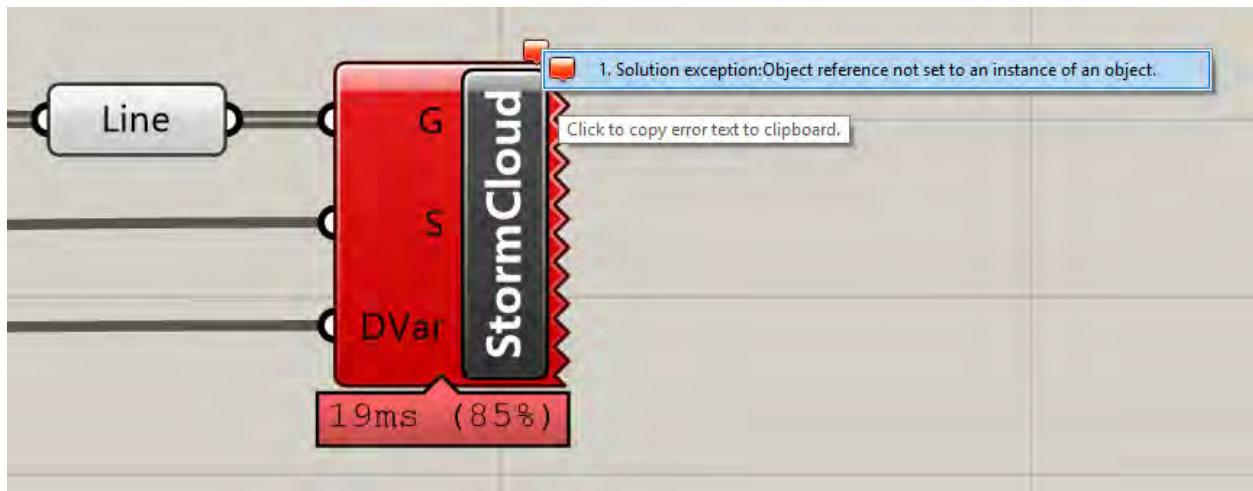 1. Solution exception:Object reference not set to an instance of an object.
Line
G
Click to copy error text to clipboard.
S
StormCloud
DVar
19ms (85%)